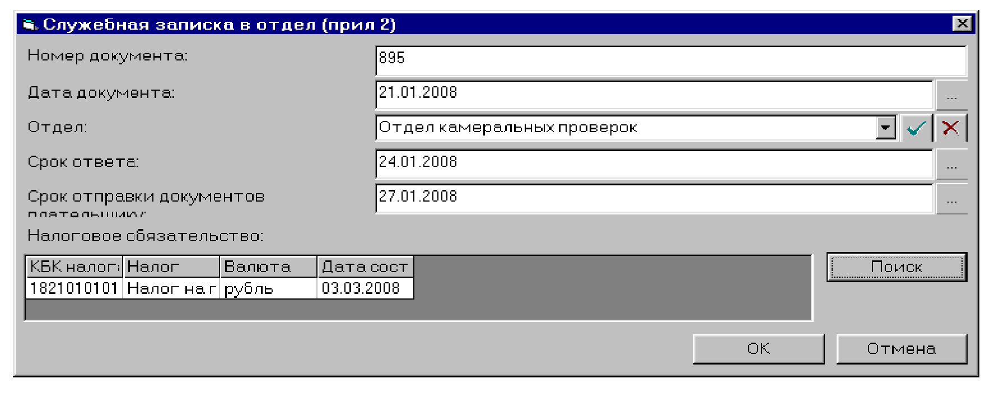 Служебная записка в отдел (прил 2)
Номер документа: 895
Дата документа: 21.01.2008 ...
Отдел: Отдел камеральных проверок
Срок ответа: 24.01.2008 ...
Срок отправки документов 27.01.2008 ...
плательщику:
Налоговое обязательство:
КБК налог Налог Валюта Дата сост Поиск
1821010101 Налог на п рубль 03.03.2008
OK Отмена